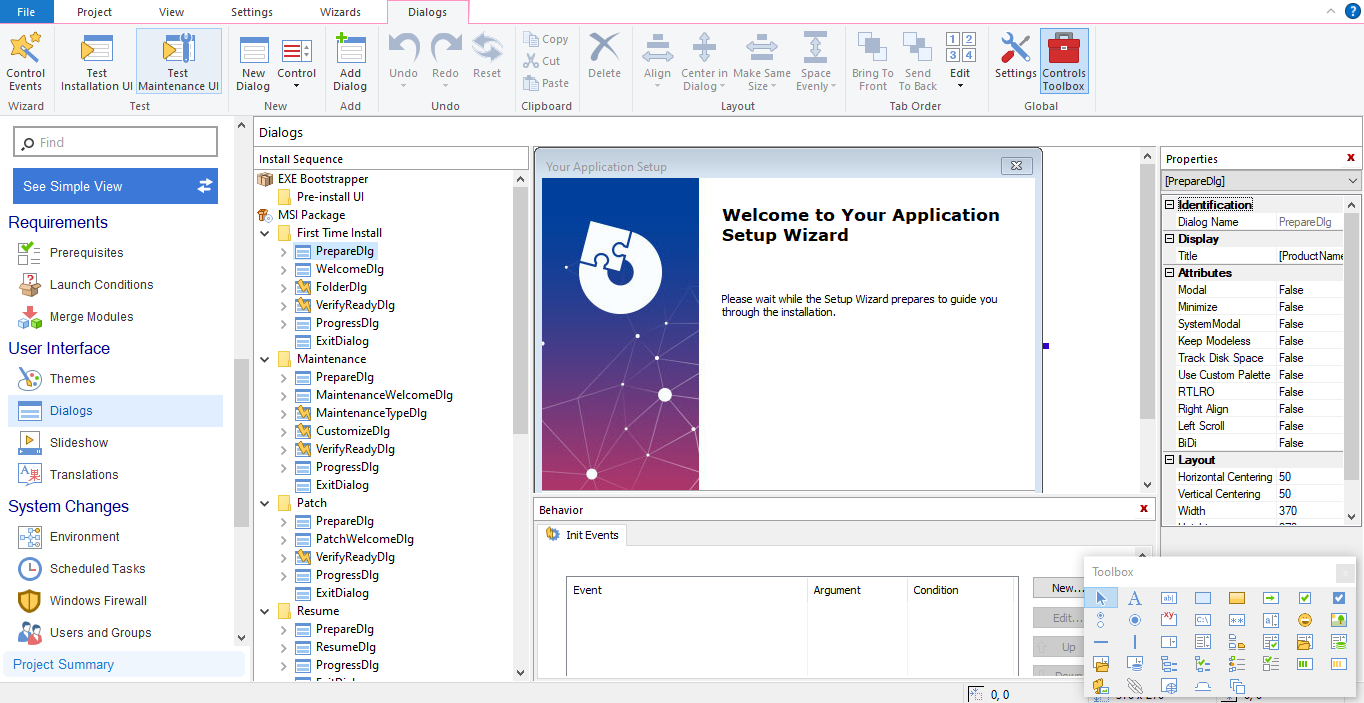 File Project View Settings Wizards Dialogs
Control Events
Test Installation UI
Test Maintenance UI
New Dialog
Control
Add Dialog
Undo
Redo
Reset
Copy
Cut
Paste
Delete
Align
Center in Dialog
Make Same Size
Space Evenly
Bring To Front
Send To Back
Edit
Settings
Controls Toolbox
Wizard Test New Add Undo Clipboard Layout Tab Order Global
Find
See Simple View
Requirements
Prerequisites
Launch Conditions
Merge Modules
User Interface
Themes
Dialogs
Slideshow
Translations
System Changes
Environment
Scheduled Tasks
Windows Firewall
Users and Groups
Project Summary
Dialogs
Install Sequence
EXE Bootstrapper
Pre-install UI
MSI Package
First Time Install
PrepareDlg
WelcomeDlg
FolderDlg
VerifyReadyDlg
ProgressDlg
ExitDialog
Maintenance
PrepareDlg
MaintenanceWelcomeDlg
MaintenanceTypeDlg
CustomizeDlg
VerifyReadyDlg
ProgressDlg
ExitDialog
Patch
PrepareDlg
PatchWelcomeDlg
VerifyReadyDlg
ProgressDlg
ExitDialog
Resume
PrepareDlg
ResumeDlg
ProgressDlg
Your Application Setup
Welcome to Your Application
Setup Wizard
Please wait while the Setup Wizard prepares to guide you
through the installation.
Behavior
Init Events
Event Argument Condition
New...
Edit...
Up
Down
Properties
[PrepareDlg]
Identification
Dialog Name PrepareDlg
Display
Title [ProductName
Attributes
Modal False
Minimize False
SystemModal False
Keep Modeless False
Track Disk Space False
Use Custom Palette False
RTLRO False
Right Align False
Left Scroll False
BiDi False
Layout
Horizontal Centering 50
Vertical Centering 50
Width 370
Toolbox
0, 0